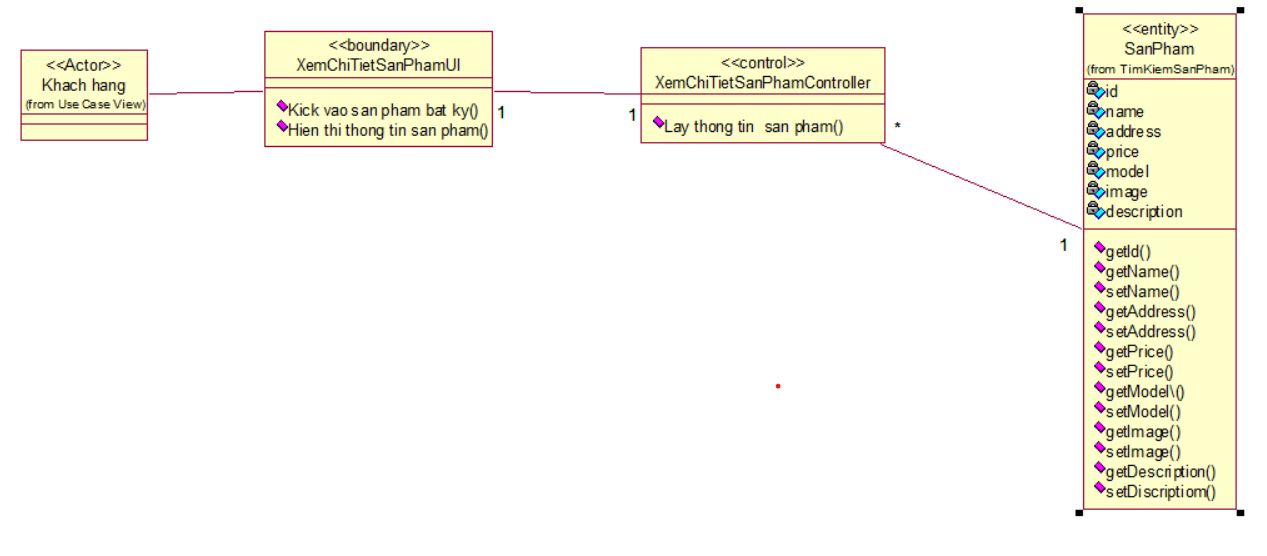 <<Actor>>
Khach hang
(from Use Case View)
<<boundary>>
XemChiTietSanPhamUI
Kick vao san pham bat ky()
Hien thi thong tin san pham()
1
1
<<control>>
XemChiTietSanPhamController
Lay thong tin san pham()
*
1
<<entity>>
SanPham
(from TimKiemSanPham)
id
name
address
price
model
image
description
getId()
getName()
setName()
getAddress()
setAddress()
getPrice()
setPrice()
getModel\()
setModel()
getImage()
setImage()
getDescription()
setDiscriptiom()